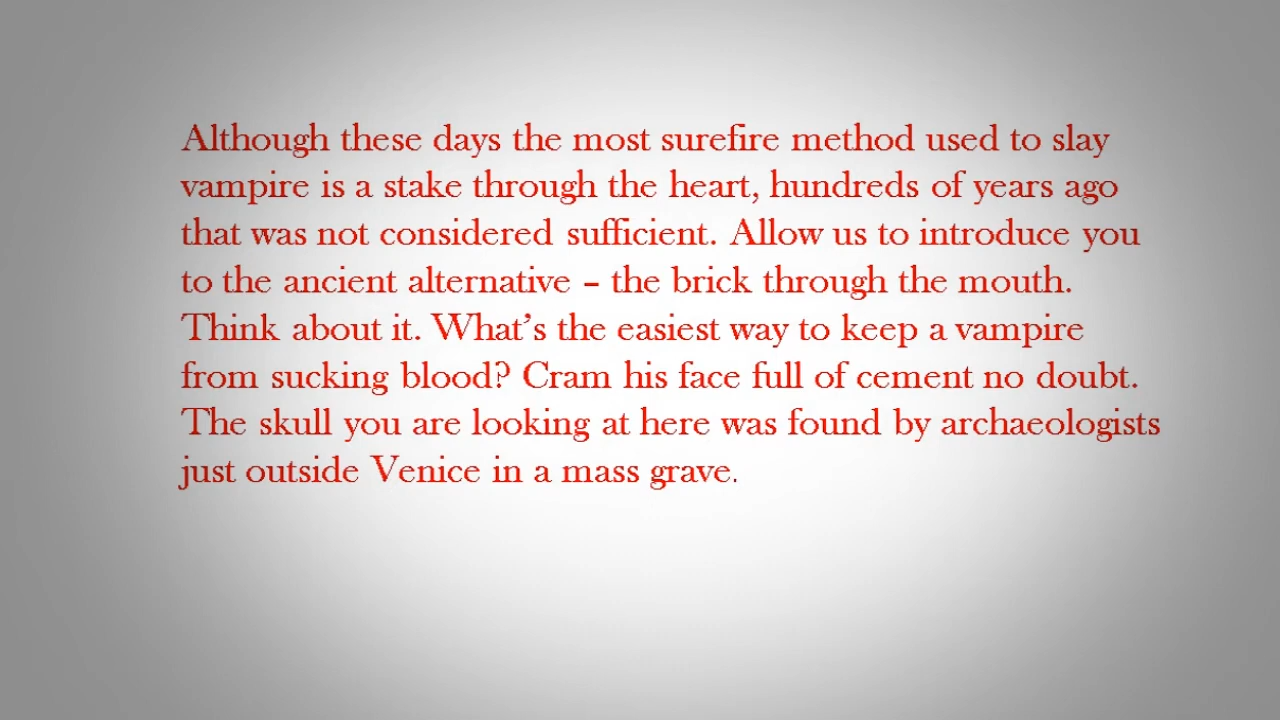 Although these days the most surefire method used to slay
vampire is a stake through the heart, hundreds of years ago
that was not considered sufficient. Allow us to introduce you
to the ancient alternative – the brick through the mouth.
Think about it. What’s the easiest way to keep a vampire
from sucking blood? Cram his face full of cement no doubt.
The skull you are looking at here was found by archaeologists
just outside Venice in a mass grave.